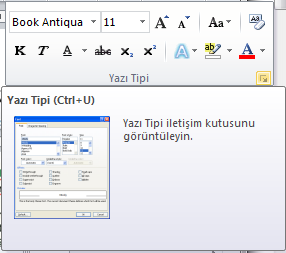 Book Antiqua 11 A A Aa
K T A abc x₂ x² A ab A
Yazı Tipi
Yazı Tipi (Ctrl+U)
Yazı Tipi iletişim kutusunu
görüntüleyin.